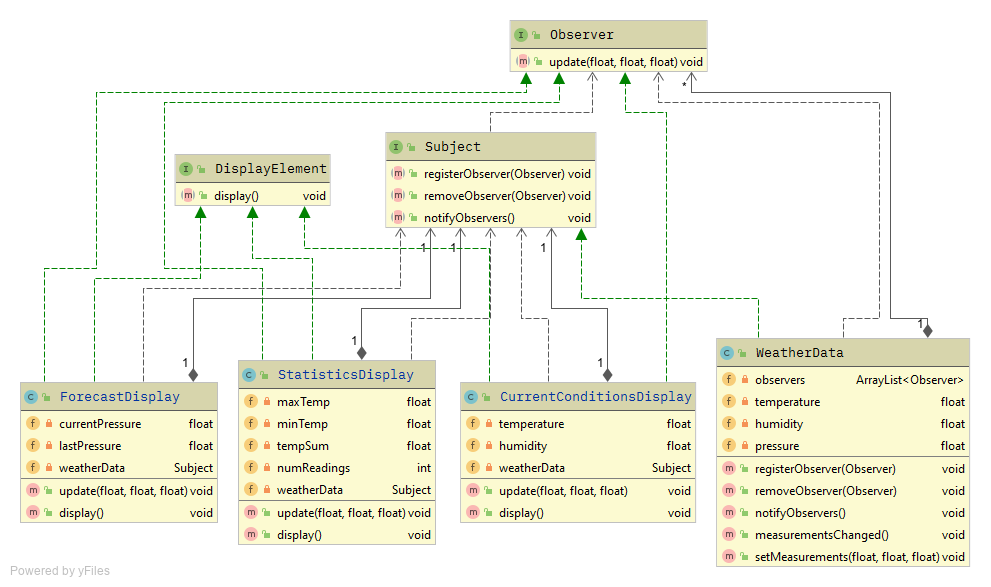 I Observer
m update(float, float, float) void
*
I Subject
m registerObserver(Observer) void
m removeObserver(Observer) void
m notifyObservers() void
I DisplayElement
m display() void
1 1 1
1 1 1 1
C ForecastDisplay
f currentPressure float
f lastPressure float
f weatherData Subject
m update(float, float, float) void
m display() void
C StatisticsDisplay
f maxTemp float
f minTemp float
f tempSum float
f numReadings int
f weatherData Subject
m update(float, float, float) void
m display() void
C CurrentConditionsDisplay
f temperature float
f humidity float
f weatherData Subject
m update(float, float, float) void
m display() void
C WeatherData
f observers ArrayList<Observer>
f temperature float
f humidity float
f pressure float
m registerObserver(Observer) void
m removeObserver(Observer) void
m notifyObservers() void
m measurementsChanged() void
m setMeasurements(float, float, float) void
Powered by yFiles